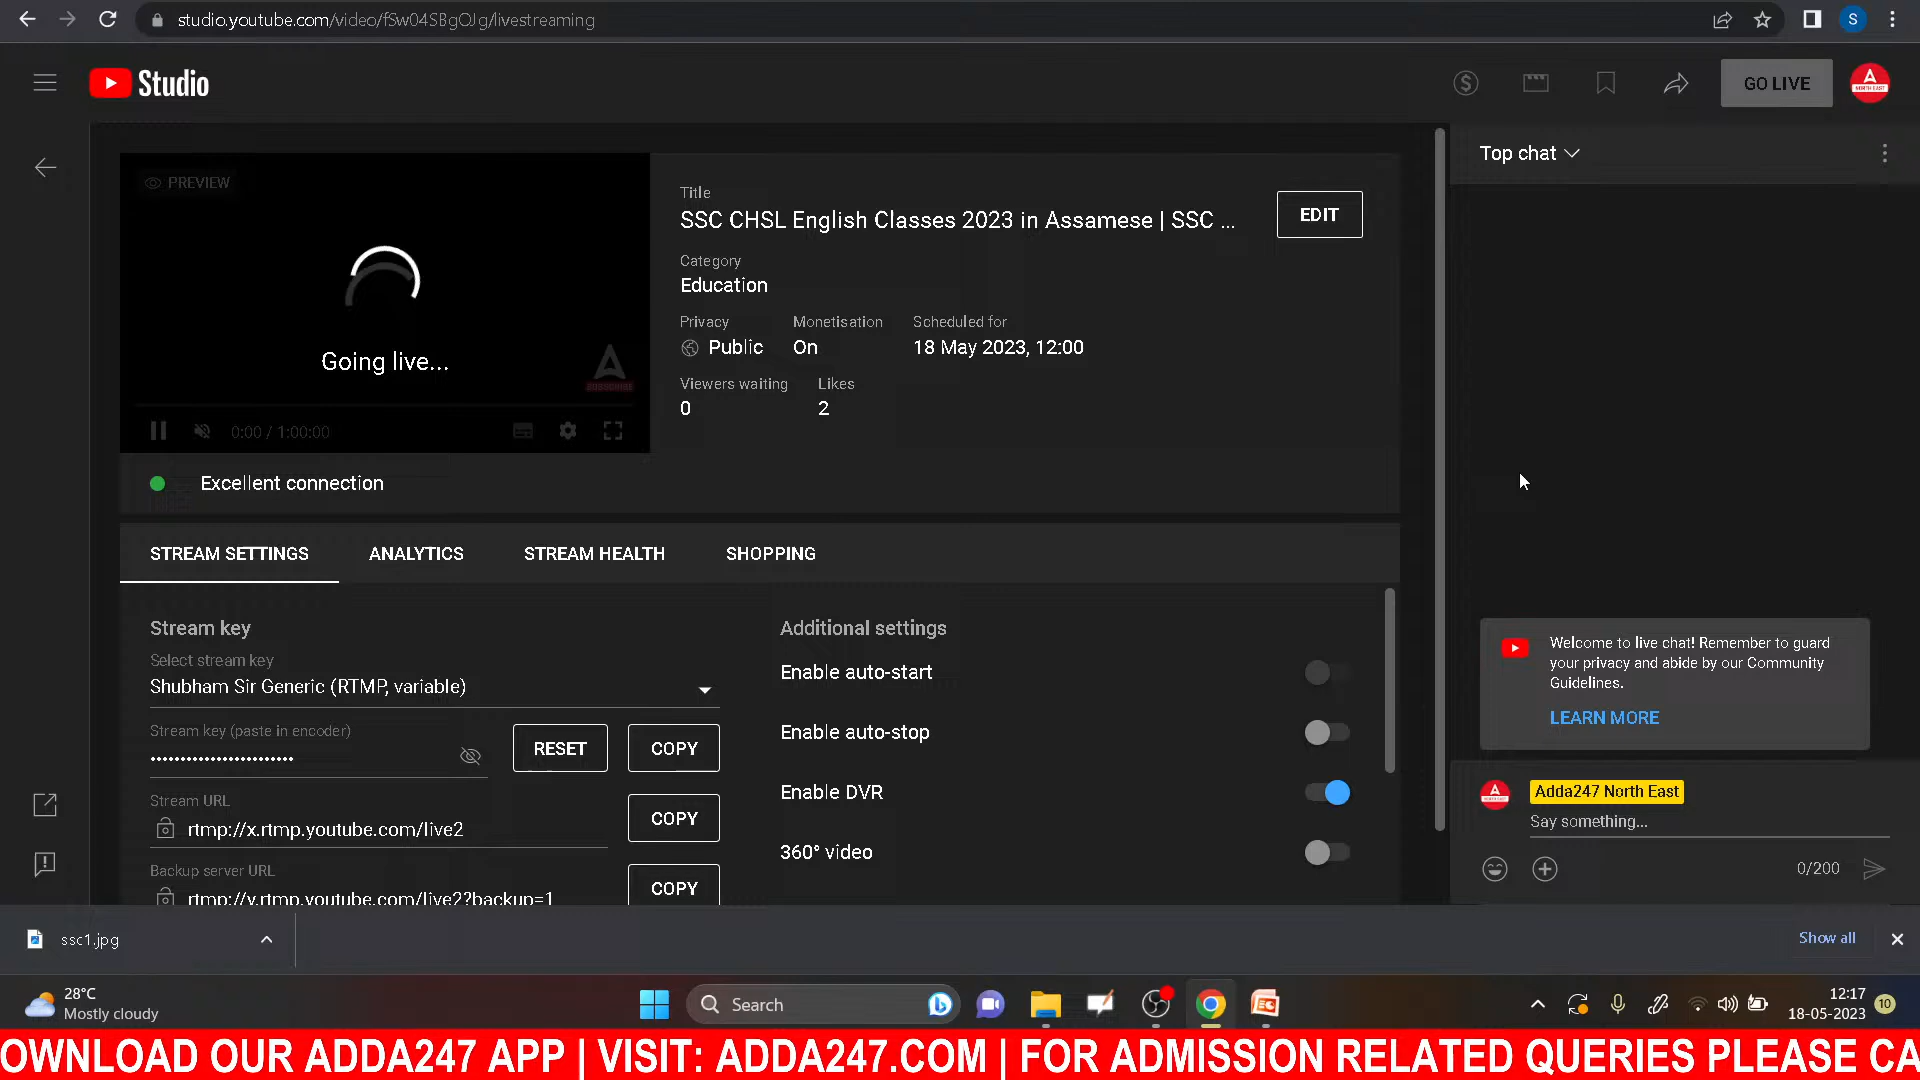 studio.youtube.com/video/fSw04SBgOJg/livestreaming
S
Studio
GO LIVE
PREVIEW
Going live...
0:00 / 1:00:00
Title
SSC CHSL English Classes 2023 in Assamese | SSC ...
EDIT
Category
Education
Privacy
Public
Monetisation
On
Scheduled for
18 May 2023, 12:00
Viewers waiting
0
Likes
2
Excellent connection
Top chat
STREAM SETTINGS
ANALYTICS
STREAM HEALTH
SHOPPING
Stream key
Select stream key
Shubham Sir Generic (RTMP, variable)
Stream key (paste in encoder)
RESET
COPY
Stream URL
rtmp://x.rtmp.youtube.com/live2
COPY
Backup server URL
rtmp://y.rtmp.youtube.com/live2?backup=1
COPY
Additional settings
Enable auto-start
Enable auto-stop
Enable DVR
360° video
Welcome to live chat! Remember to guard
your privacy and abide by our Community
Guidelines.
LEARN MORE
Adda247 North East
Say something...
0/200
ssc1.jpg
Show all
28°C
Mostly cloudy
Search
12:17
18-05-2023
10
OWNLOAD OUR ADDA247 APP | VISIT: ADDA247.COM | FOR ADMISSION RELATED QUERIES PLEASE CA